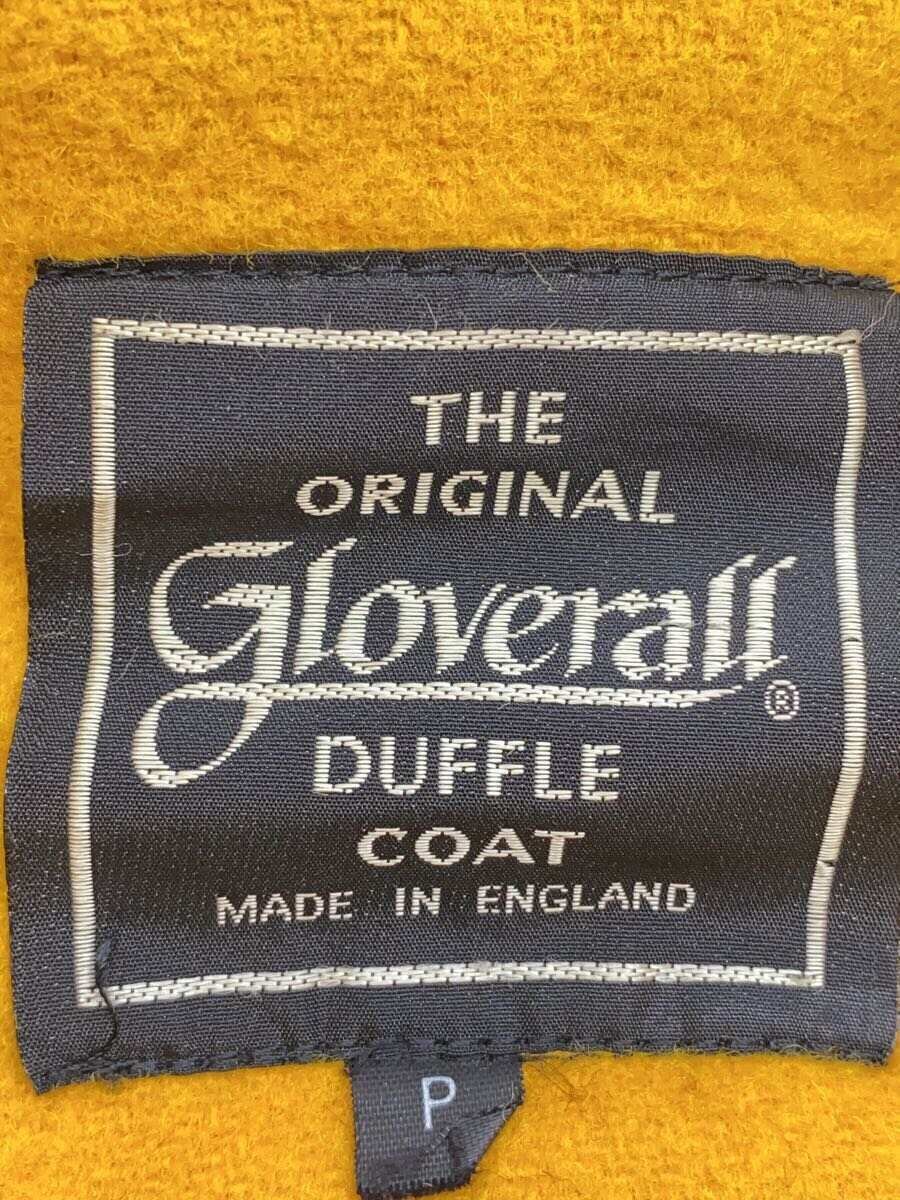 THE
ORIGINAL
Gloverall®
DUFFLE
COAT
MADE IN ENGLAND
P